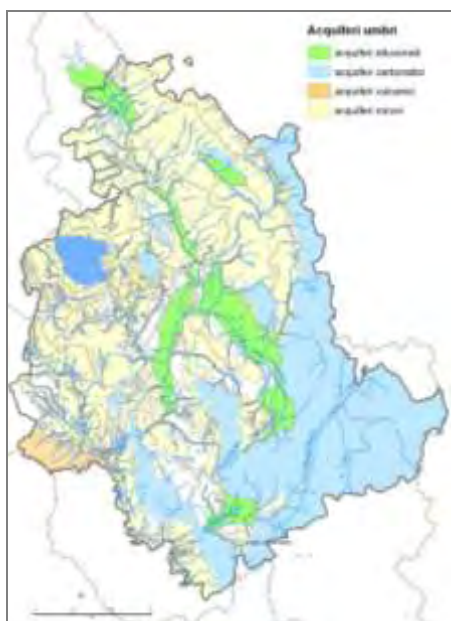 Acquiferi umbri
acquiferi alluvionali
acquiferi carbonatici
acquiferi vulcanici
acquiferi minori